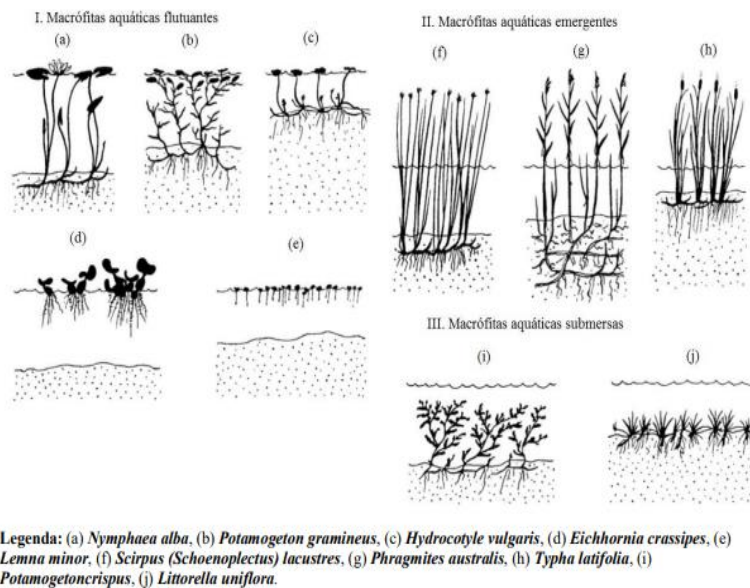 I. Macrófitas aquáticas flutuantes
(a)
(b)
(c)
II. Macrófitas aquáticas emergentes
(f)
(g)
(h)
(d)
(e)
III. Macrófitas aquáticas submersas
(i)
(j)
Legenda: (a) Nymphaea alba, (b) Potamogeton gramineus, (c) Hydrocotyle vulgaris, (d) Eichhornia crassipes, (e)
Lemna minor, (f) Scirpus (Schoenoplectus) lacustres, (g) Phragmites australis, (h) Typha latifolia, (i)
Potamogetoncrispus, (j) Littorella uniflora.